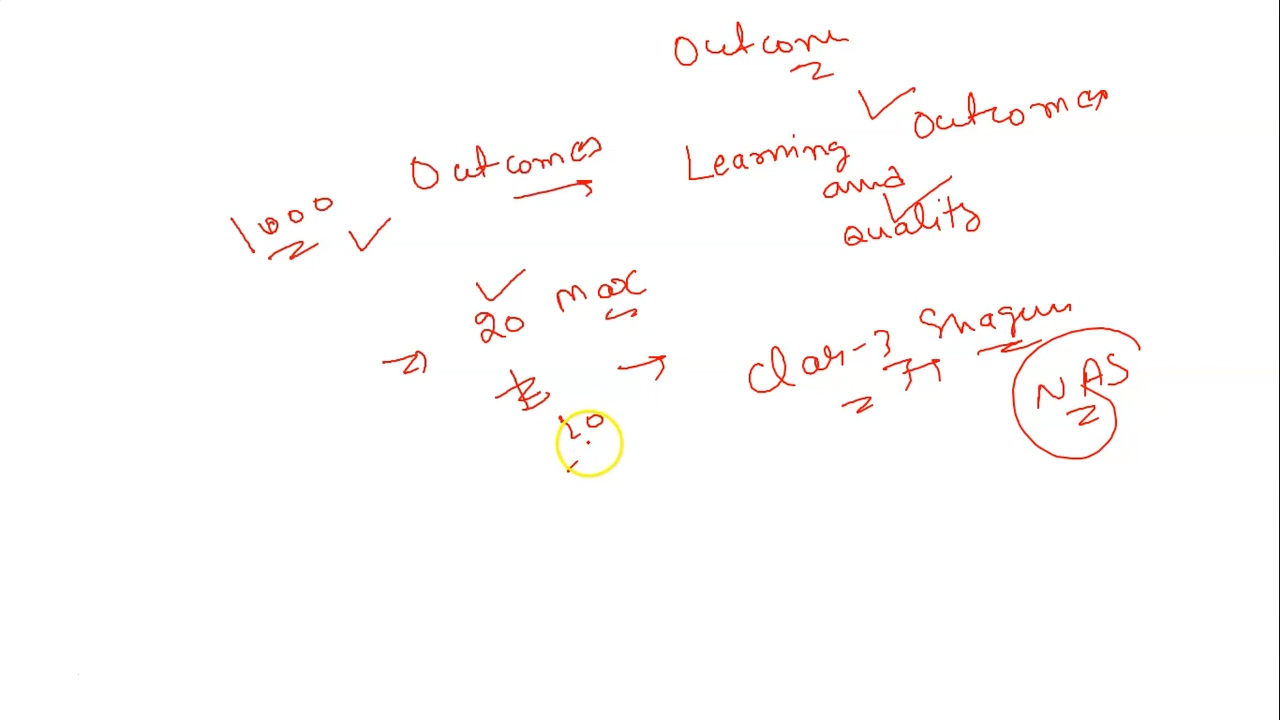 Outcome
Outcomes
Outcomes → Learning
and
quality
1000
20 max
→ Class-3 Shagun
NAS
20